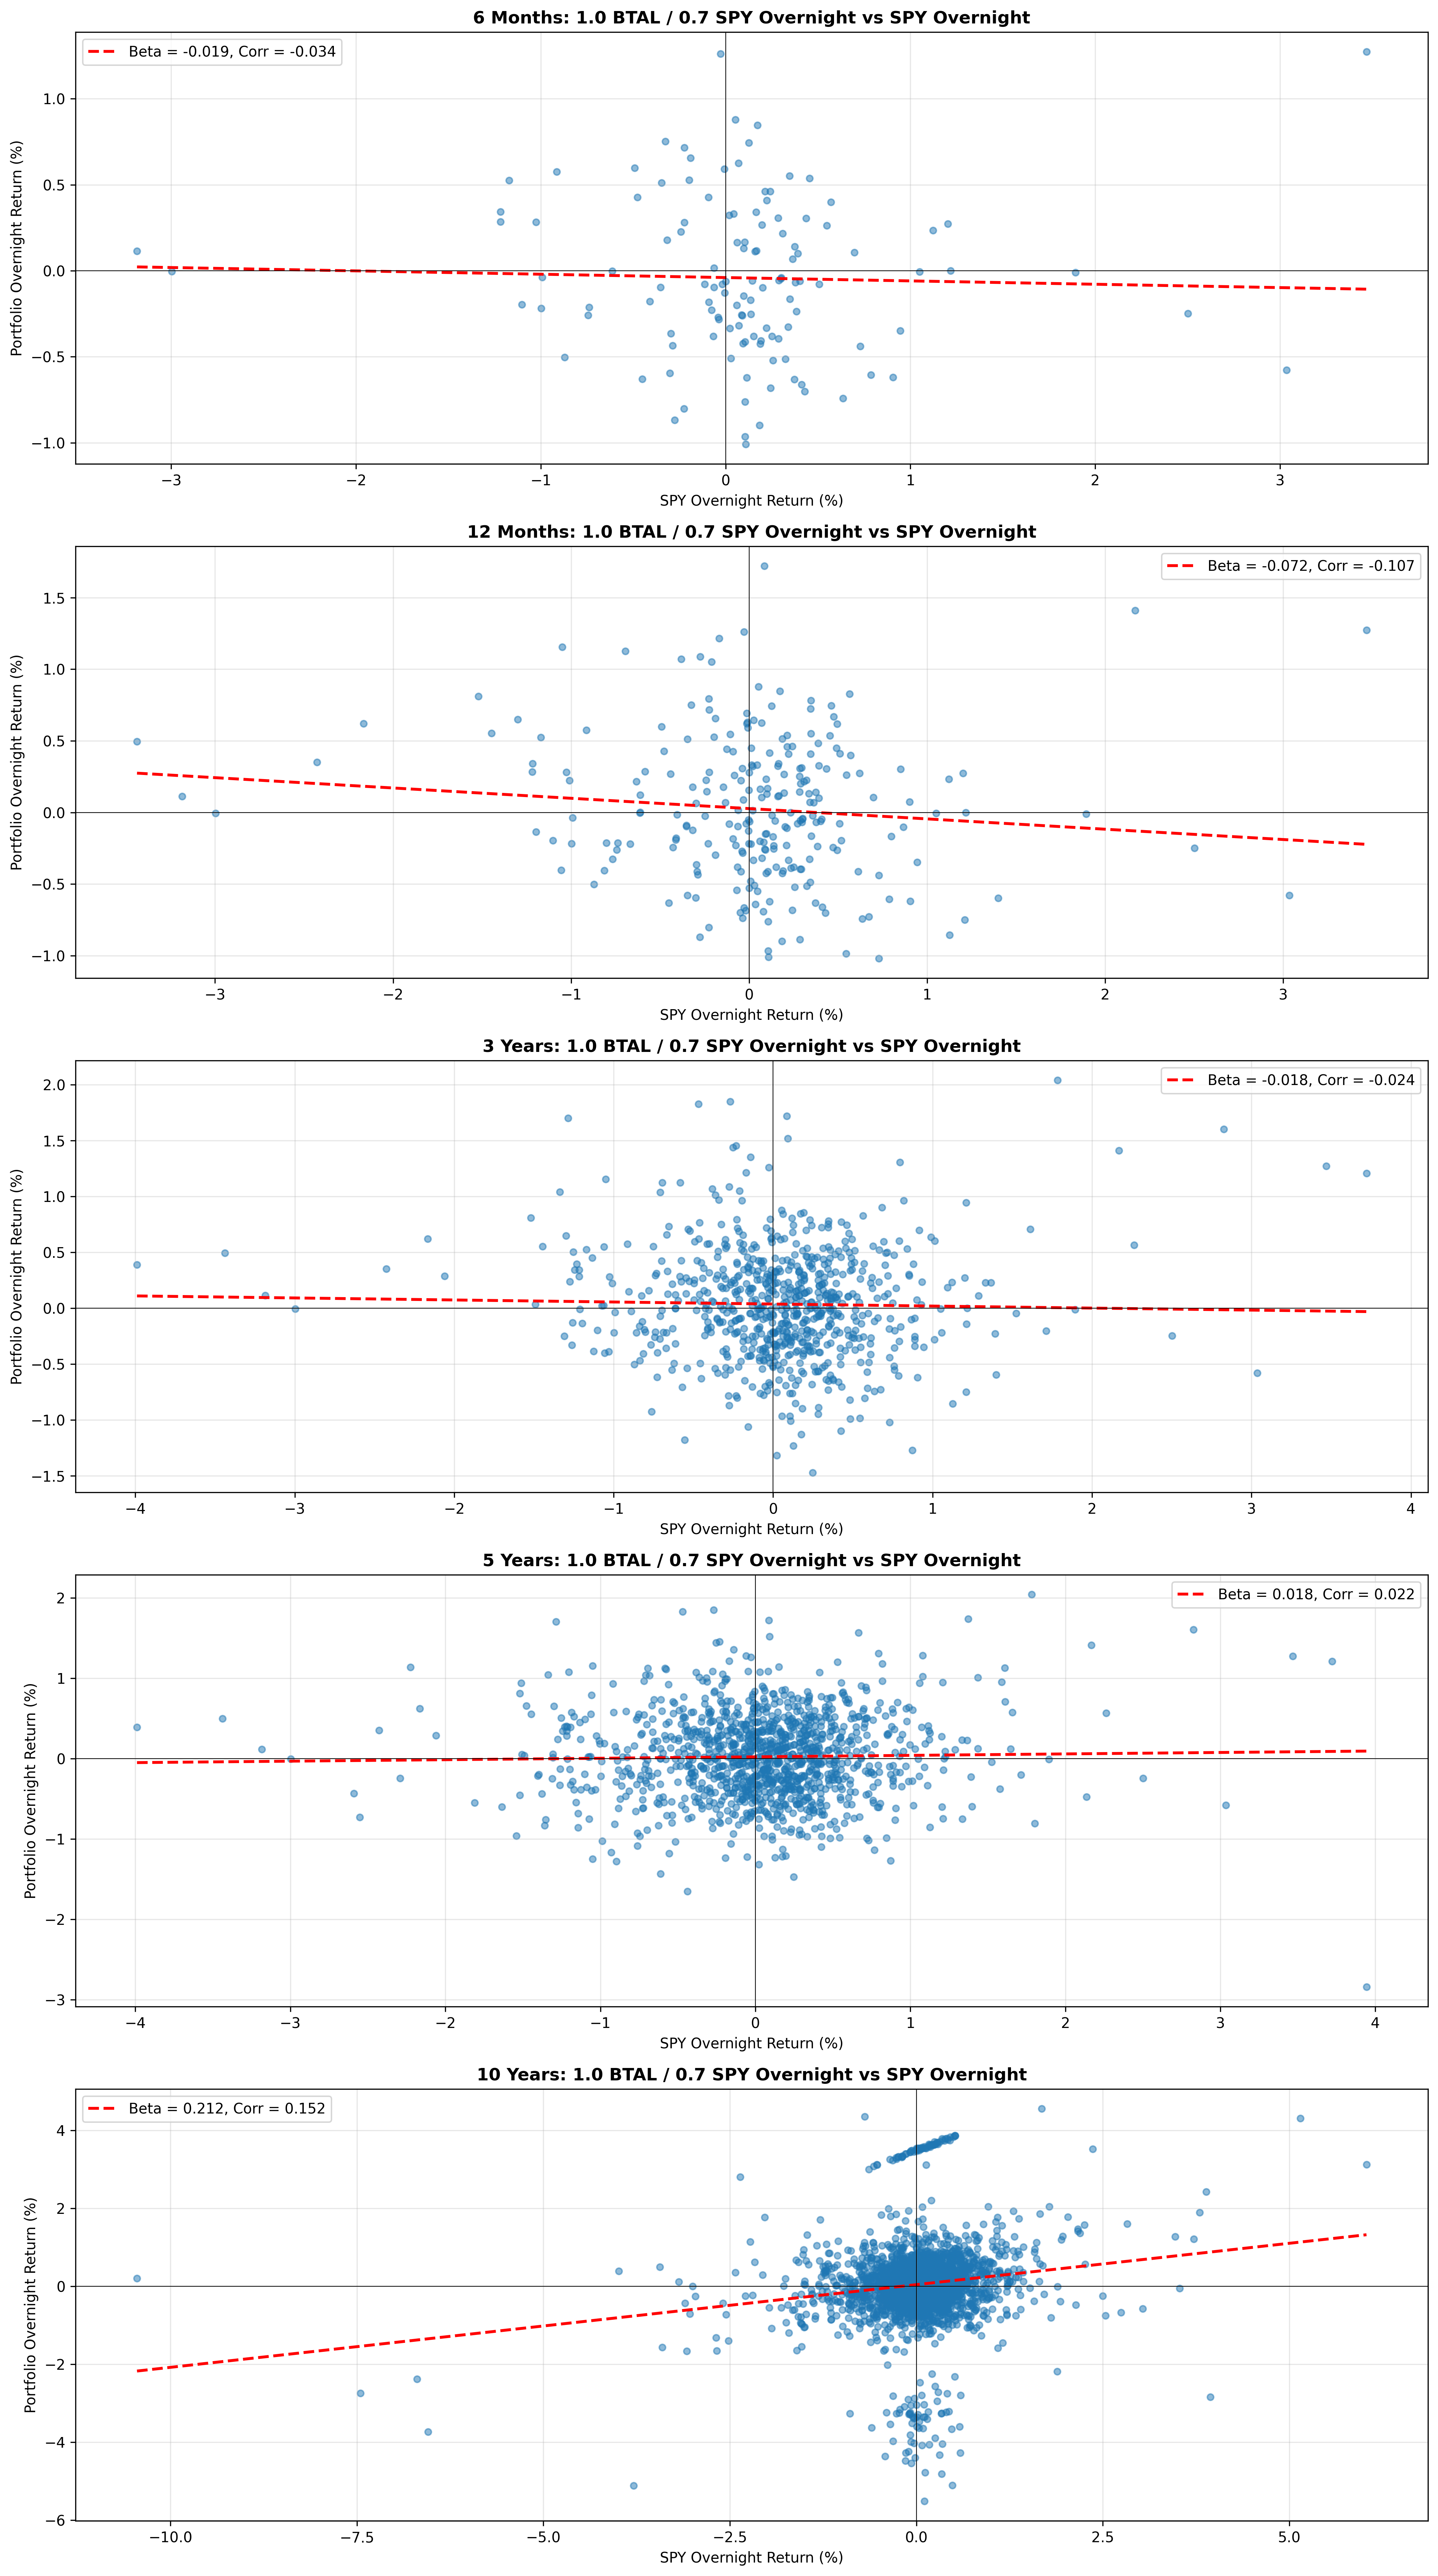 6 Months: 1.0 BTAL / 0.7 SPY Overnight vs SPY Overnight
Beta = -0.019, Corr = -0.034
Portfolio Overnight Return (%)
1.0
0.5
0.0
−0.5
−1.0
−3 −2 −1 0 1 2 3
SPY Overnight Return (%)
12 Months: 1.0 BTAL / 0.7 SPY Overnight vs SPY Overnight
Beta = -0.072, Corr = -0.107
Portfolio Overnight Return (%)
1.5
1.0
0.5
0.0
−0.5
−1.0
−3 −2 −1 0 1 2 3
SPY Overnight Return (%)
3 Years: 1.0 BTAL / 0.7 SPY Overnight vs SPY Overnight
Beta = -0.018, Corr = -0.024
Portfolio Overnight Return (%)
2.0
1.5
1.0
0.5
0.0
−0.5
−1.0
−1.5
−4 −3 −2 −1 0 1 2 3 4
SPY Overnight Return (%)
5 Years: 1.0 BTAL / 0.7 SPY Overnight vs SPY Overnight
Beta = 0.018, Corr = 0.022
Portfolio Overnight Return (%)
2
1
0
−1
−2
−3
−4 −3 −2 −1 0 1 2 3 4
SPY Overnight Return (%)
10 Years: 1.0 BTAL / 0.7 SPY Overnight vs SPY Overnight
Beta = 0.212, Corr = 0.152
Portfolio Overnight Return (%)
4
2
0
−2
−4
−6
−10.0 −7.5 −5.0 −2.5 0.0 2.5 5.0
SPY Overnight Return (%)